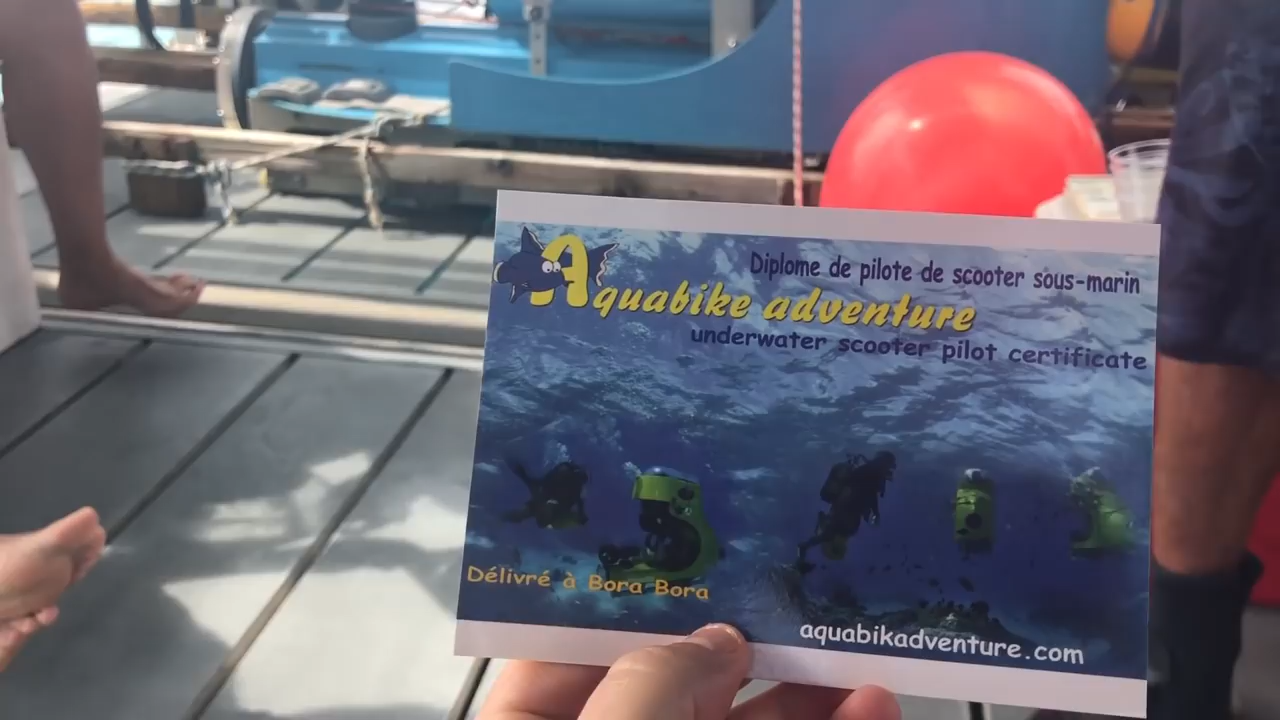 Diplome de pilote de scooter sous-marin
Aquabike adventure
underwater scooter pilot certificate
Délivré à Bora Bora
aquabikadventure.com